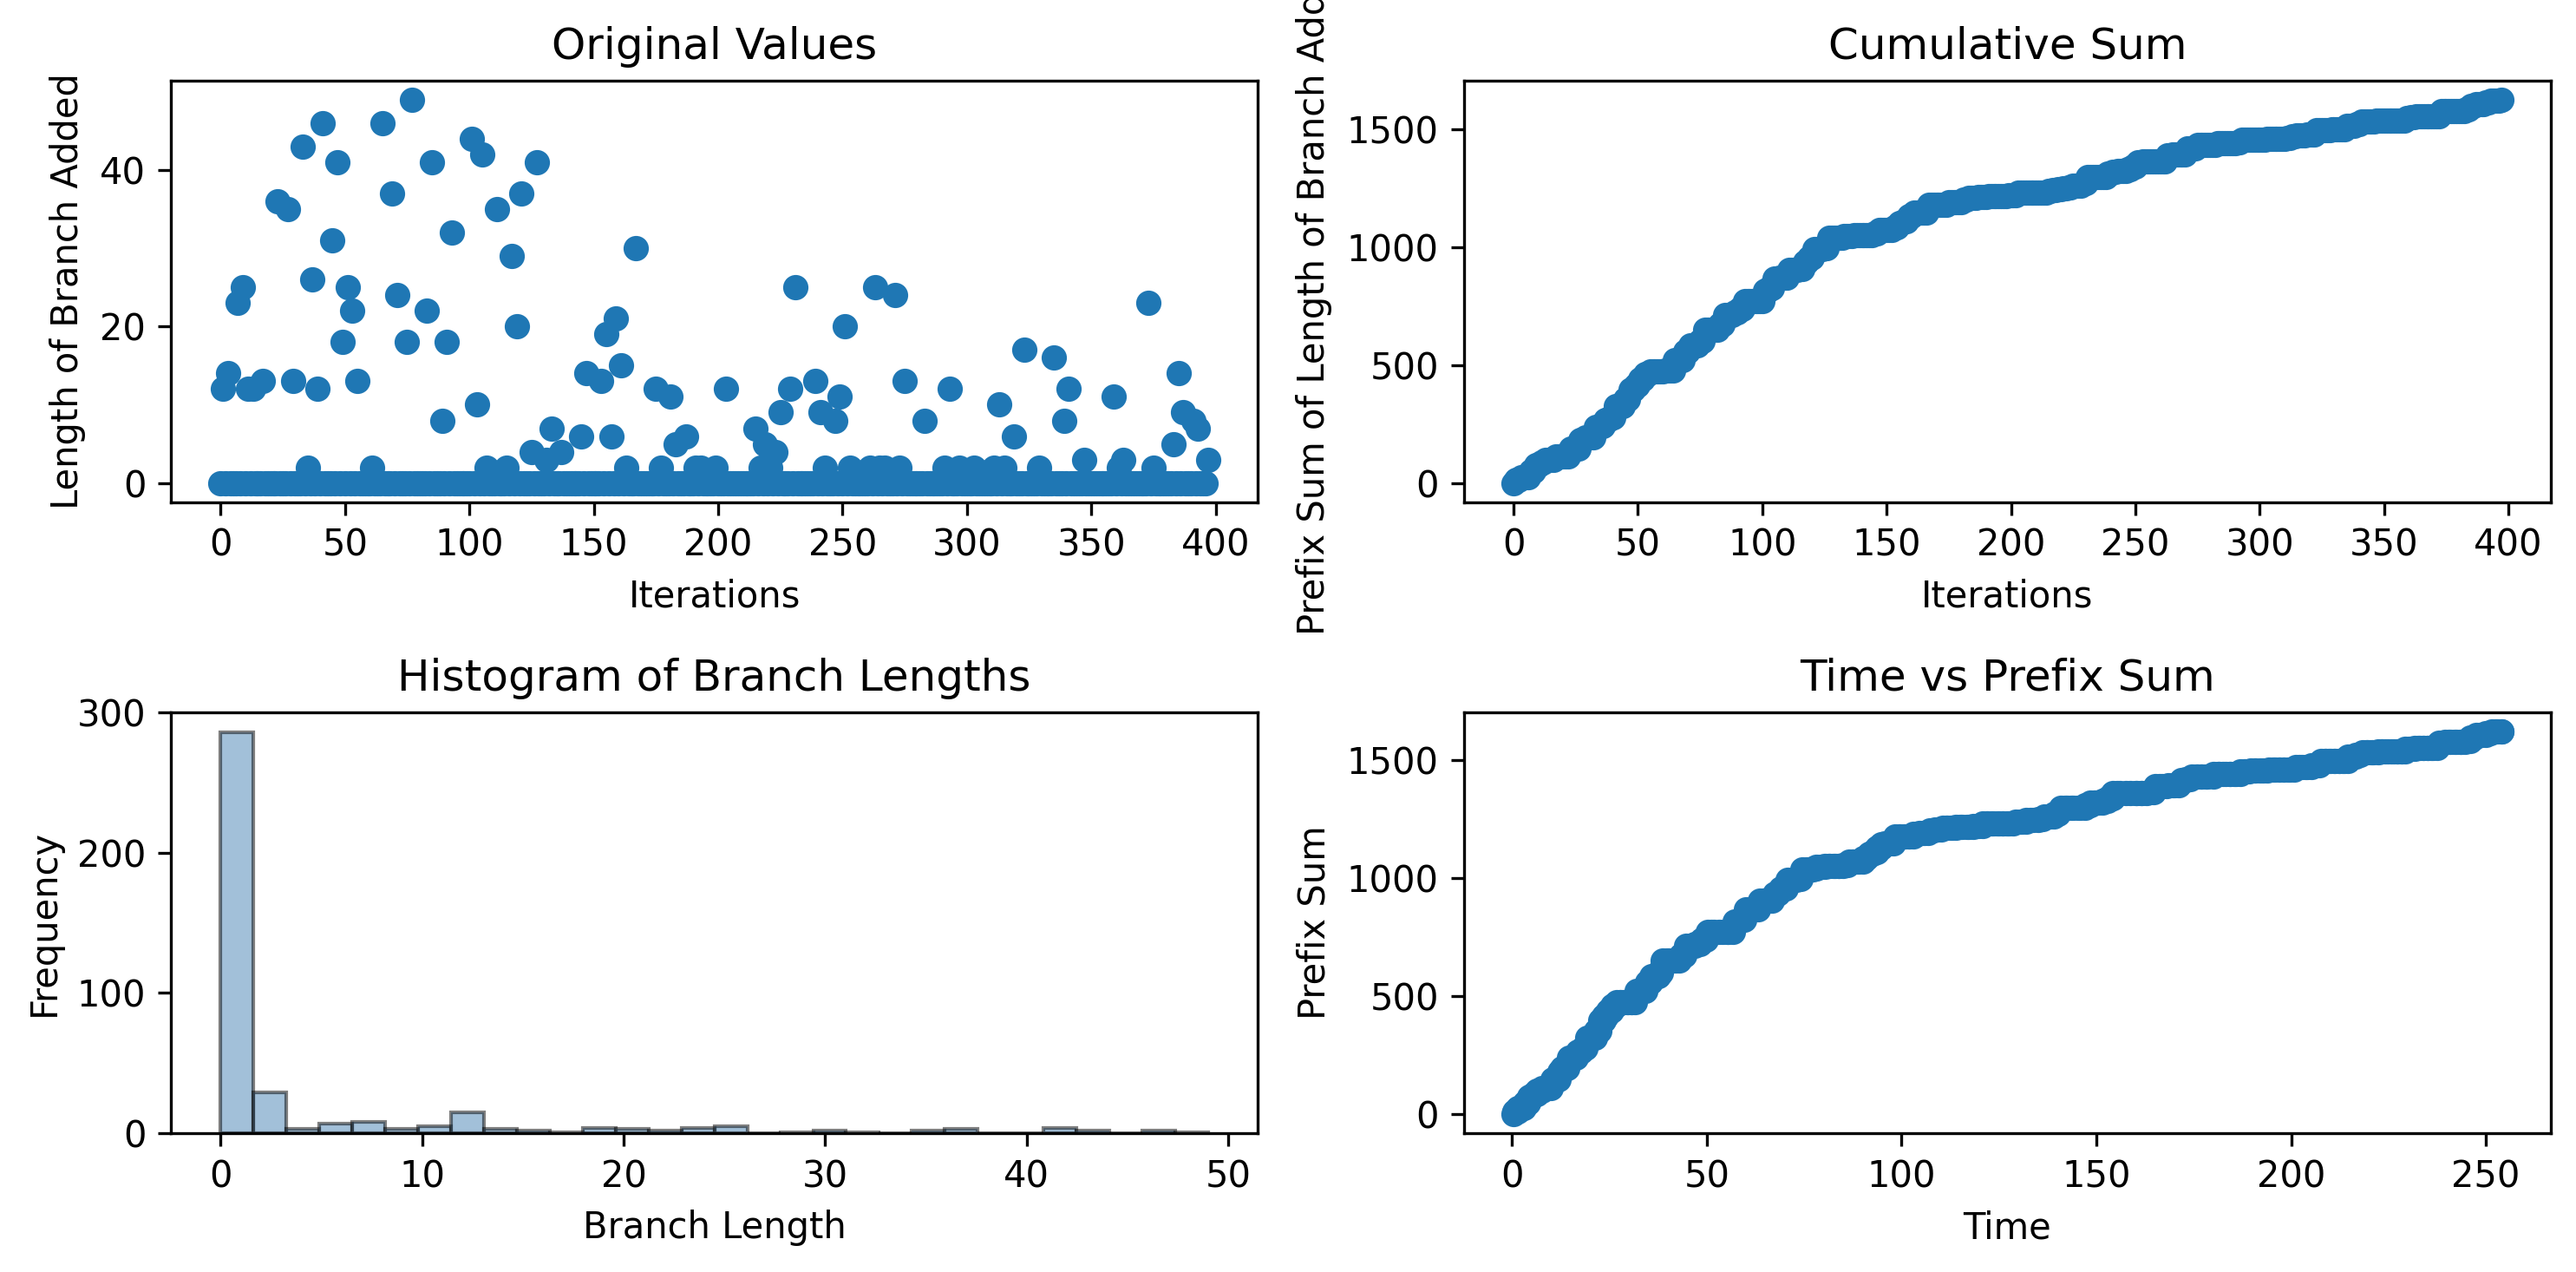 Original Values
Length of Branch Added
40
20
0
0 50 100 150 200 250 300 350 400
Iterations
Cumulative Sum
Prefix Sum of Length of Branch
1500
1000
500
0
0 50 100 150 200 250 300 350 400
Iterations
Histogram of Branch Lengths
Frequency
300
200
100
0
0 10 20 30 40 50
Branch Length
Time vs Prefix Sum
Prefix Sum
1500
1000
500
0
0 50 100 150 200 250
Time